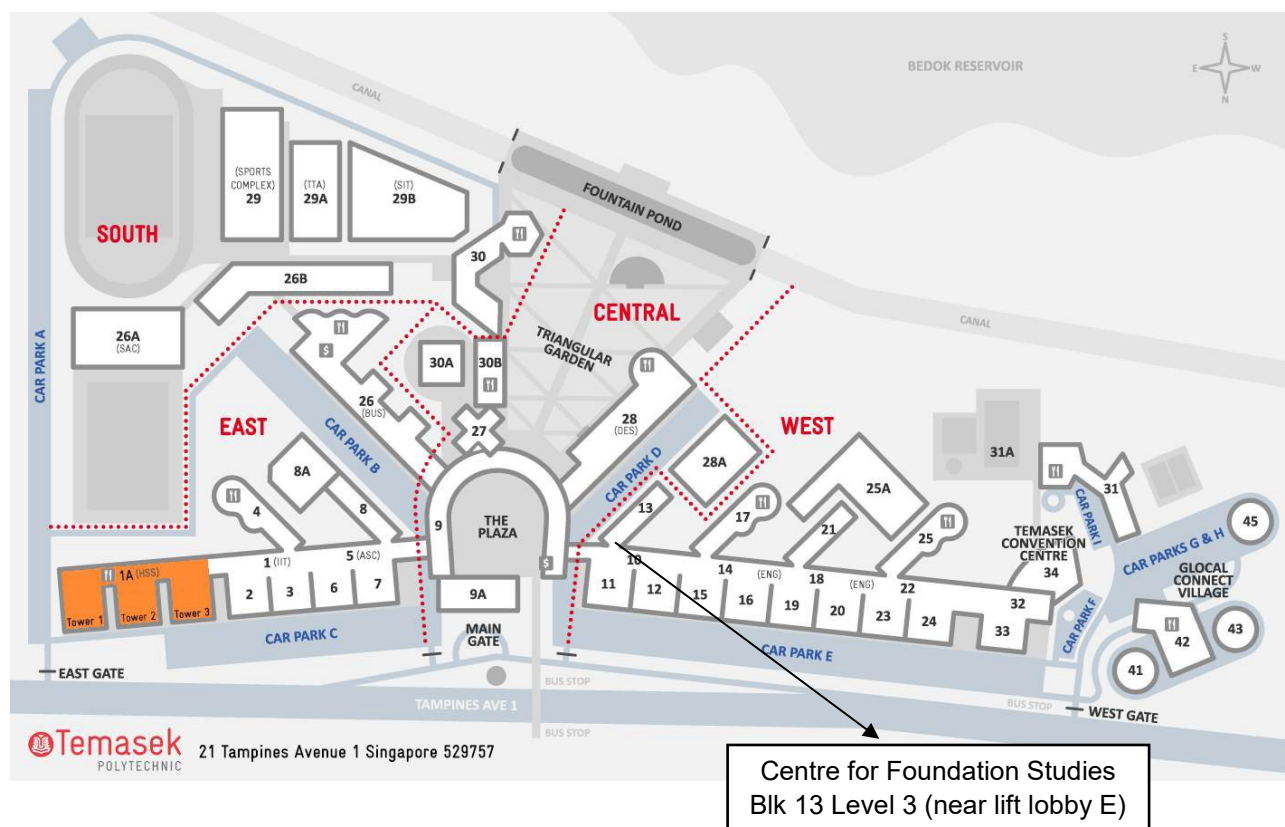 BEDOK RESERVOIR
S
E
W
N
CANAL
(SPORTS
COMPLEX)
29
(TTA)
29A
(SIT)
29B
FOUNTAIN POND
SOUTH
30
26B
CENTRAL
CANAL
CAR PARK A
26A
(SAC)
TRIANGULAR
GARDEN
$
30A
30B
26
(BUS)
28
(DES)
EAST
WEST
27
CAR PARK B
CAR PARK D
28A
31A
8A
25A
31
4
8
13
17
21
25
CAR PARK I
45
9
THE
PLAZA
TEMASEK
CONVENTION
CENTRE
CAR PARKS G & H
1 (IIT)
5 (ASC)
$
10
14
(ENG)
18
(ENG)
22
34
GLOCAL
CONNECT
VILLAGE
1A (HSS)
Tower 1
Tower 2
Tower 3
2
3
6
7
9A
11
12
15
16
19
20
23
24
32
33
CAR PARK F
42
43
41
CAR PARK C
MAIN
GATE
CAR PARK E
EAST GATE
BUS STOP
BUS STOP
WEST GATE
TAMPINES AVE 1
BUS STOP
Temasek
POLYTECHNIC
21 Tampines Avenue 1 Singapore 529757
Centre for Foundation Studies
Blk 13 Level 3 (near lift lobby E)